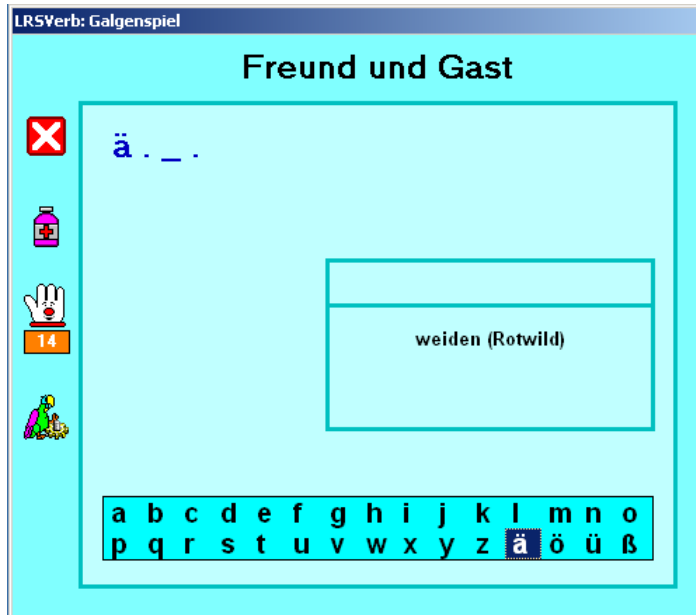 LRSVerb: Galgenspiel
Freund und Gast
ä . _ .
14
weiden (Rotwild)
a b c d e f g h i j k l m n o
p q r s t u v w x y z ä ö ü ß